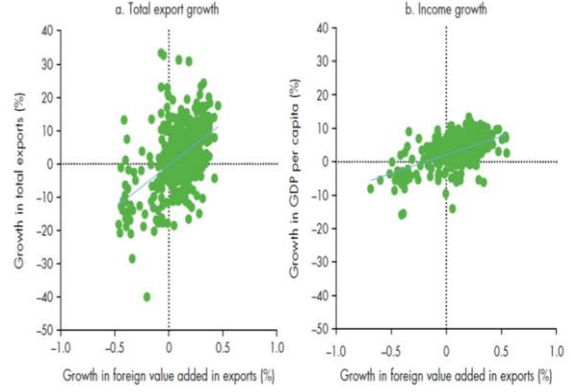 a. Total export growth
40
30
20
10
0
−10
−20
−30
−40
−50
−1.0 −0.5 0 0.5 1.0
Growth in total exports (%)
Growth in foreign value added in exports (%)
b. Income growth
40
30
20
10
0
−10
−20
−30
−40
−50
−1.0 −0.5 0 0.5 1.0
Growth in GDP per capita (%)
Growth in foreign value added in exports (%)